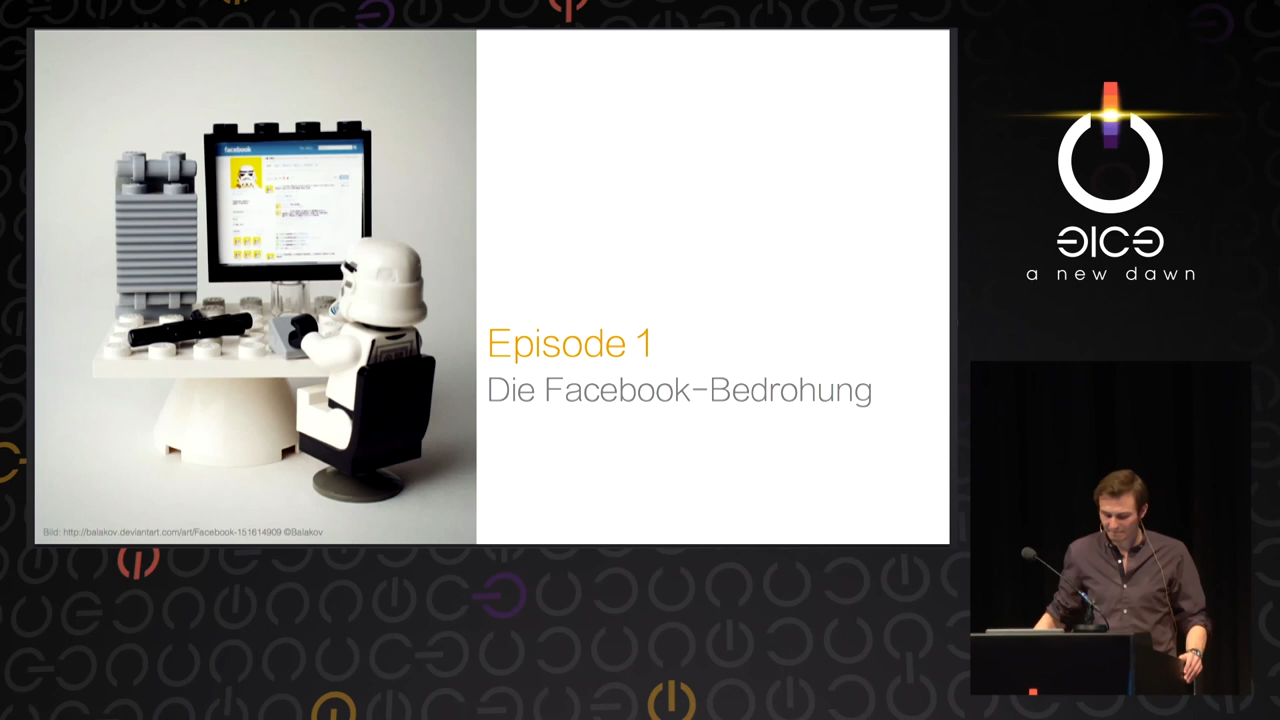 facebook
Episode 1
Die Facebook-Bedrohung
Bild: http://balakov.deviantart.com/art/Facebook-151614909 ©Balakov
a new dawn